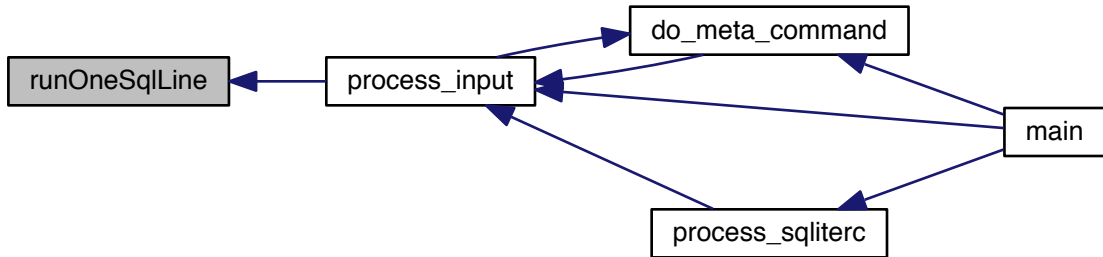 runOneSqlLine
process_input
do_meta_command
main
process_sqliterc